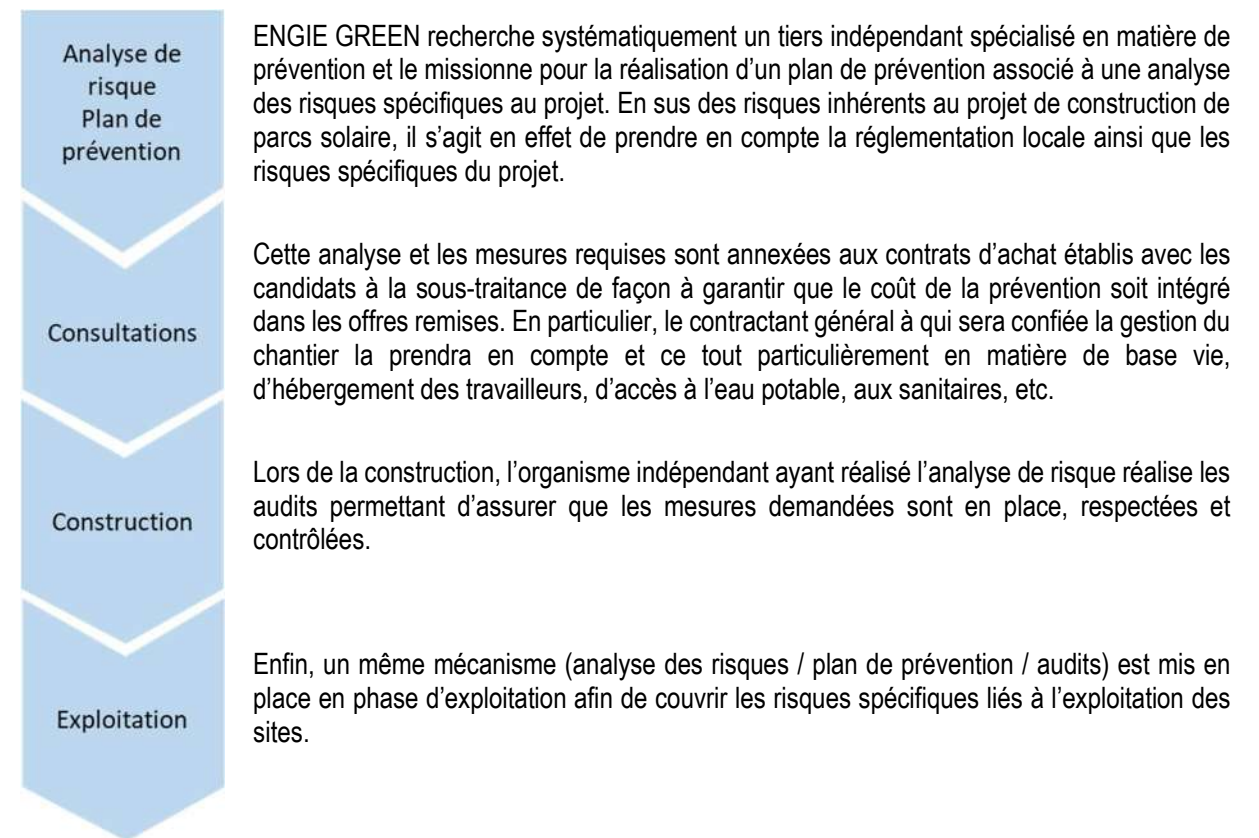 Analyse de
risque
Plan de
prévention
ENGIE GREEN recherche systématiquement un tiers indépendant spécialisé en matière de
prévention et le missionne pour la réalisation d’un plan de prévention associé à une analyse
des risques spécifiques au projet. En sus des risques inhérents au projet de construction de
parcs solaire, il s’agit en effet de prendre en compte la réglementation locale ainsi que les
risques spécifiques du projet.
Consultations
Cette analyse et les mesures requises sont annexées aux contrats d’achat établis avec les
candidats à la sous-traitance de façon à garantir que le coût de la prévention soit intégré
dans les offres remises. En particulier, le contractant général à qui sera confiée la gestion du
chantier la prendra en compte et ce tout particulièrement en matière de base vie,
d’hébergement des travailleurs, d’accès à l’eau potable, aux sanitaires, etc.
Construction
Lors de la construction, l’organisme indépendant ayant réalisé l’analyse de risque réalise les
audits permettant d’assurer que les mesures demandées sont en place, respectées et
contrôlées.
Exploitation
Enfin, un même mécanisme (analyse des risques / plan de prévention / audits) est mis en
place en phase d’exploitation afin de couvrir les risques spécifiques liés à l’exploitation des
sites.